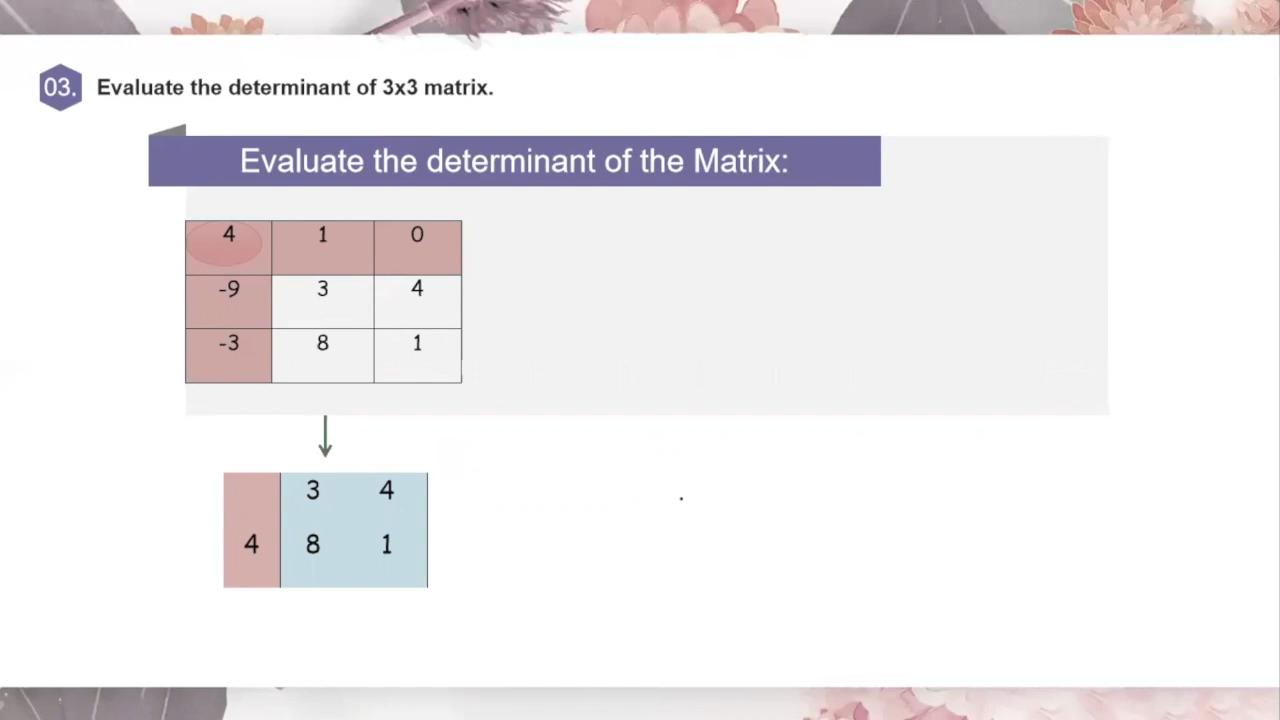 03. Evaluate the determinant of 3x3 matrix.
Evaluate the determinant of the Matrix:
4 1 0
-9 3 4
-3 8 1
3 4
4 8 1
.